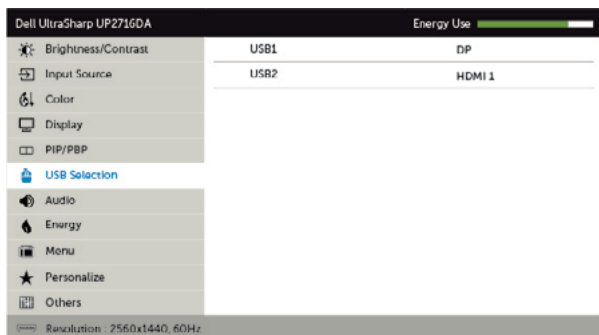 Dell UltraSharp UP2716DA Energy Use
Brightness/Contrast USB1 DP
Input Source USB2 HDMI 1
Color
Display
PIP/PBP
USB Selection
Audio
Energy
Menu
Personalize
Others
Resolution : 2560x1440, 60Hz